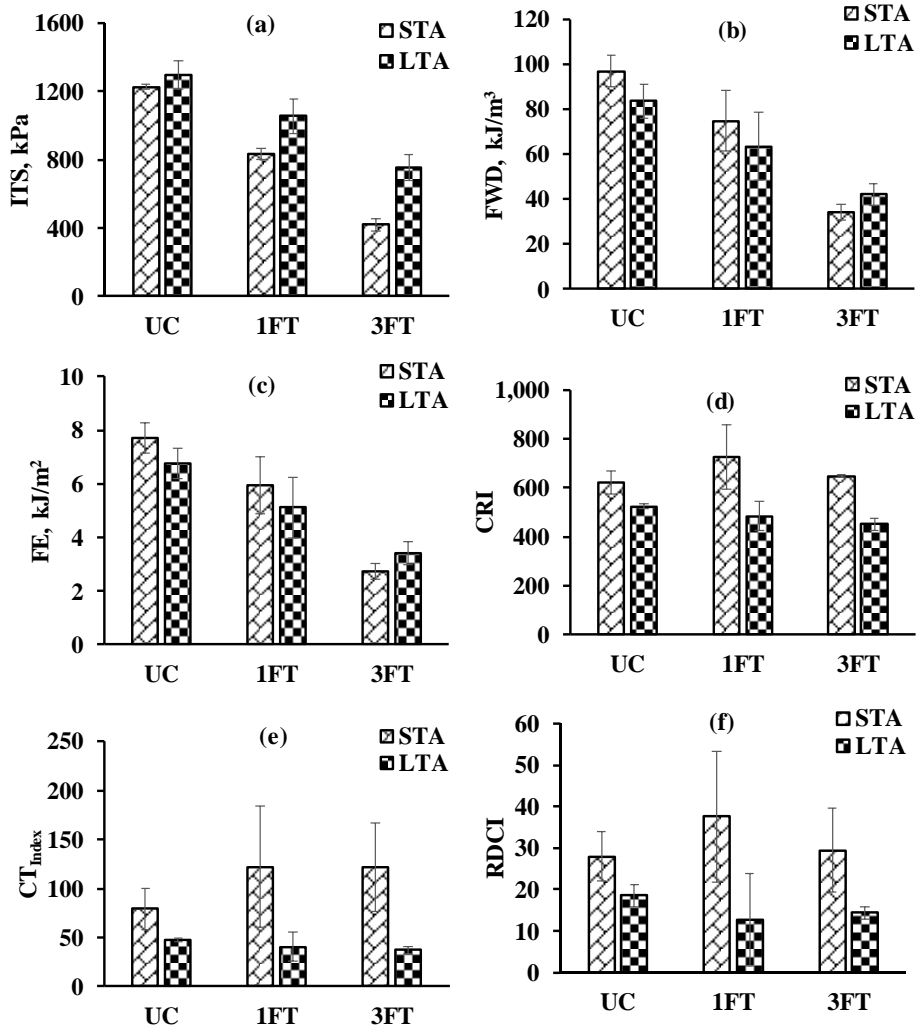 (a)
STA
LTA
ITS, kPa
1600
1200
800
400
0
UC 1FT 3FT
(b)
STA
LTA
FWD, kJ/m³
120
100
80
60
40
20
0
UC 1FT 3FT
(c)
STA
LTA
FE, kJ/m²
10
8
6
4
2
0
UC 1FT 3FT
(d)
STA
LTA
CRI
1,000
800
600
400
200
0
UC 1FT 3FT
(e)
STA
LTA
CT_Index
250
200
150
100
50
0
UC 1FT 3FT
(f)
STA
LTA
RDCI
60
50
40
30
20
10
0
UC 1FT 3FT